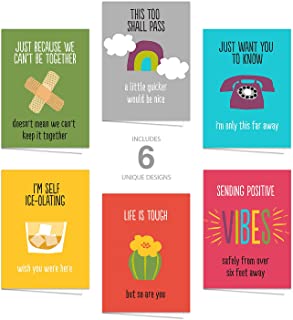 JUST BECAUSE WE
CAN'T BE TOGETHER
doesn't mean we can't
keep it together
THIS TOO
SHALL PASS
a little quicker
would be nice
JUST WANT YOU
TO KNOW
I'm only this far away
INCLUDES
6
UNIQUE DESIGNS
I'M SELF
ICE-OLATING
wish you were here
LIFE IS TOUGH
but so are you
SENDING POSITIVE
VIBES
safely from over
six feet away